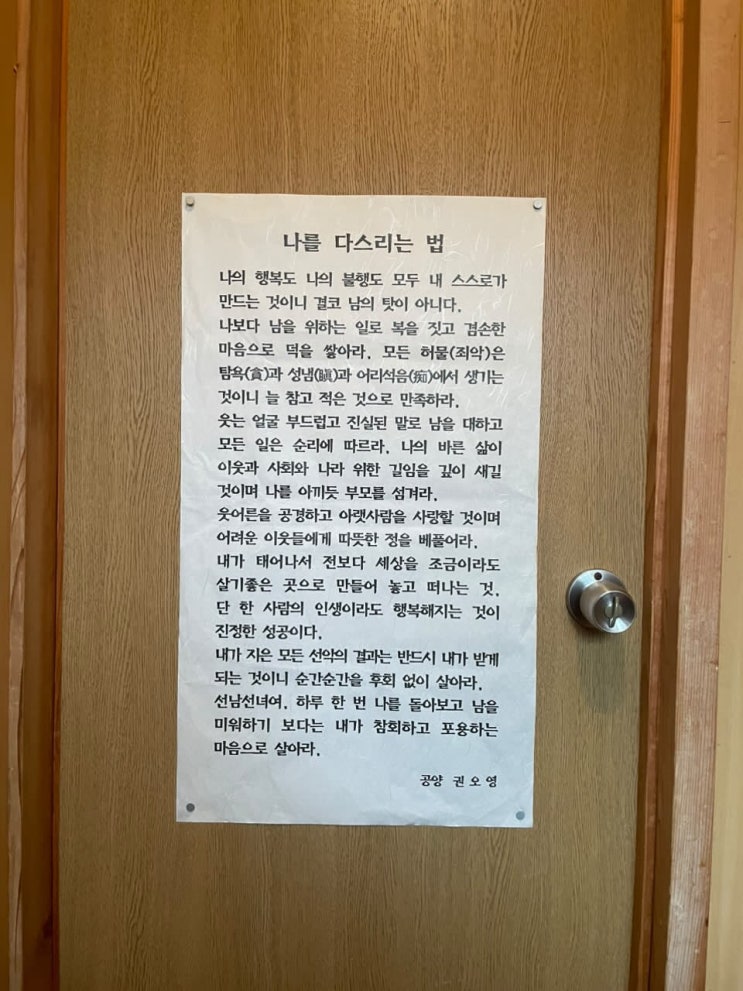 나를 다스리는 법
나의 행복도 나의 불행도 모두 내 스스로가
만드는 것이니 결코 남의 탓이 아니다.
나보다 남을 위하는 일로 복을 짓고 겸손한
마음으로 덕을 쌓아라. 모든 허물(죄악)은
탐욕(貪)과 성냄(瞋)과 어리석음(痴)에서 생기는
것이니 늘 참고 적은 것으로 만족하라.
웃는 얼굴 부드럽고 진실된 말로 남을 대하고
모든 일은 순리에 따르라. 나의 바른 삶이
이웃과 사회와 나라 위한 길임을 깊이 새길
것이며 나를 아끼듯 부모를 섬겨라.
웃어른을 공경하고 아랫사람을 사랑할 것이며
어려운 이웃들에게 따뜻한 정을 베풀어라.
내가 태어나서 전보다 세상을 조금이라도
살기좋은 곳으로 만들어 놓고 떠나는 것.
단 한 사람의 인생이라도 행복해지는 것이
진정한 성공이다.
내가 지은 모든 선악의 결과는 반드시 내가 받게
되는 것이니 순간순간을 후회 없이 살아라.
선남선녀여. 하루 한 번 나를 돌아보고 남을
미워하기 보다는 내가 참회하고 포용하는
마음으로 살아라.
공양 권오영